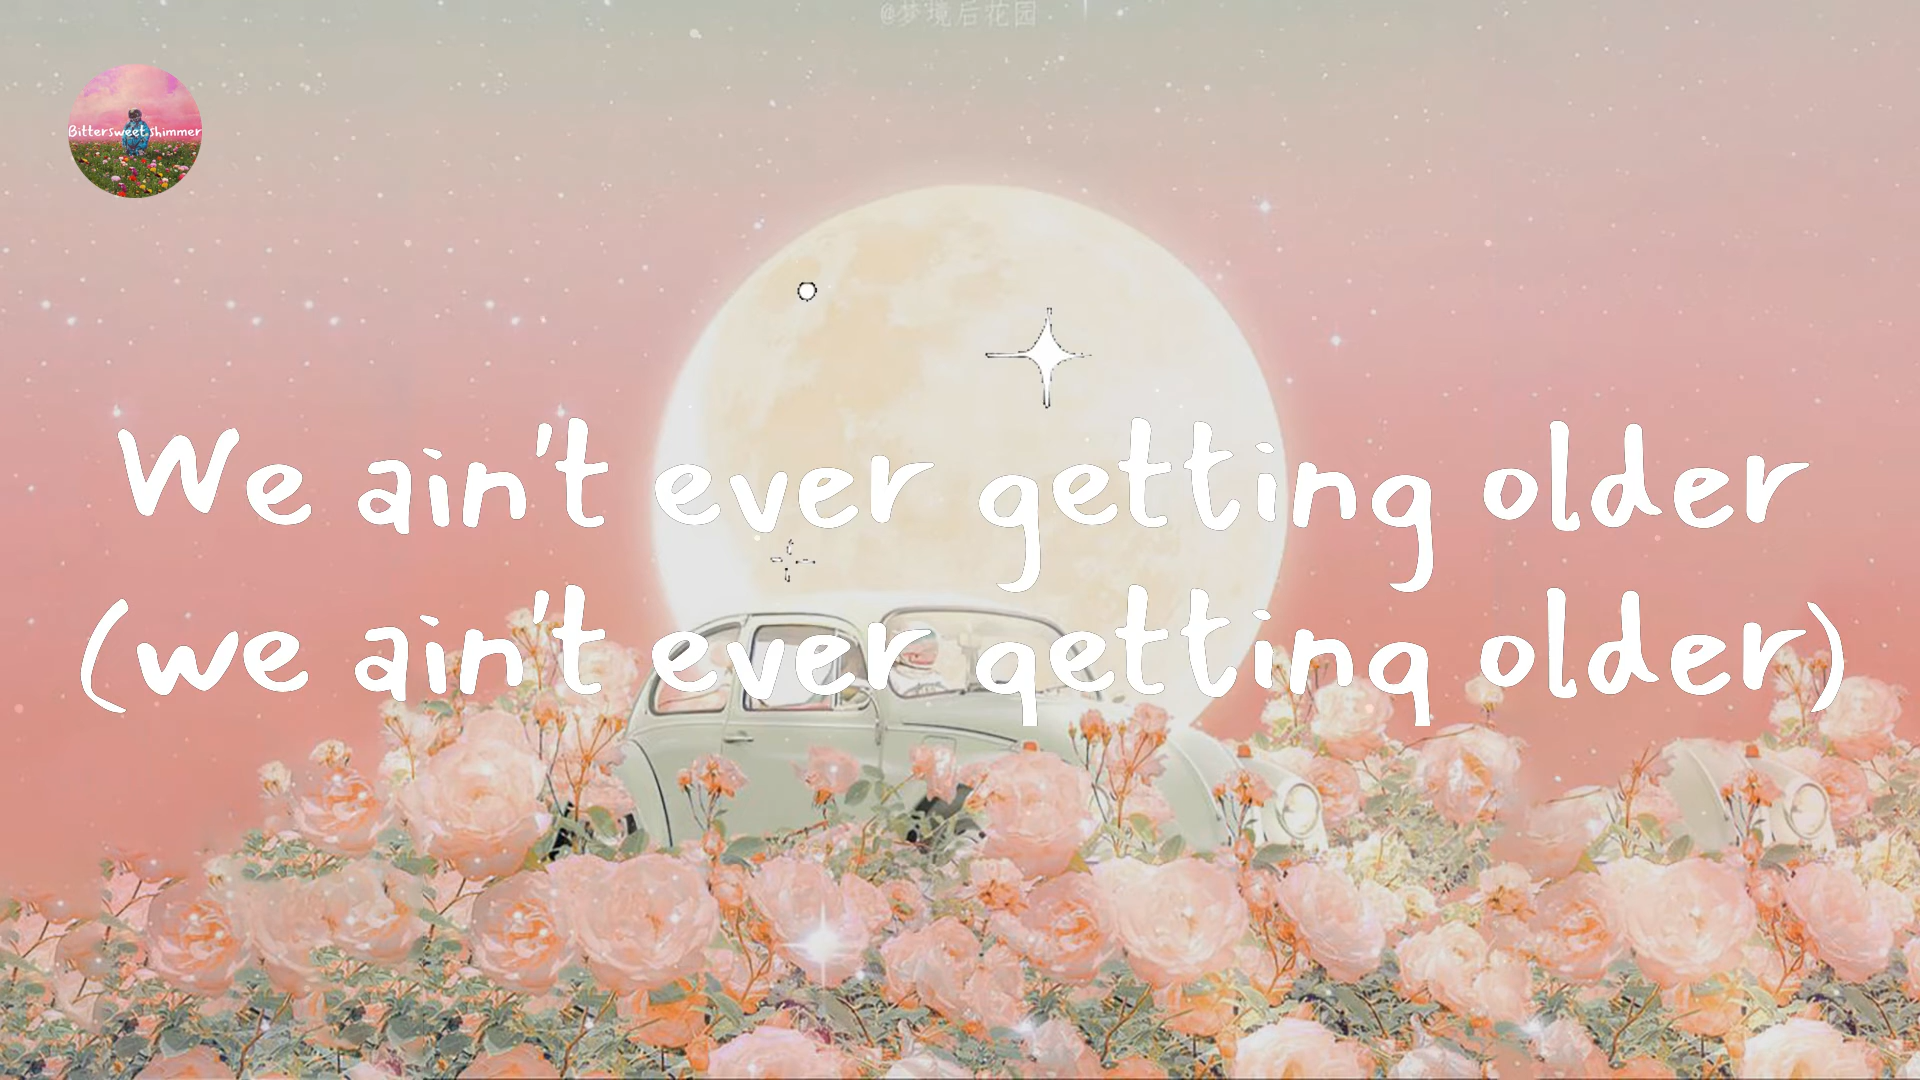 @梦境后花园
Bittersweet shimmer
We ain't ever getting older
(we ain't ever getting older)